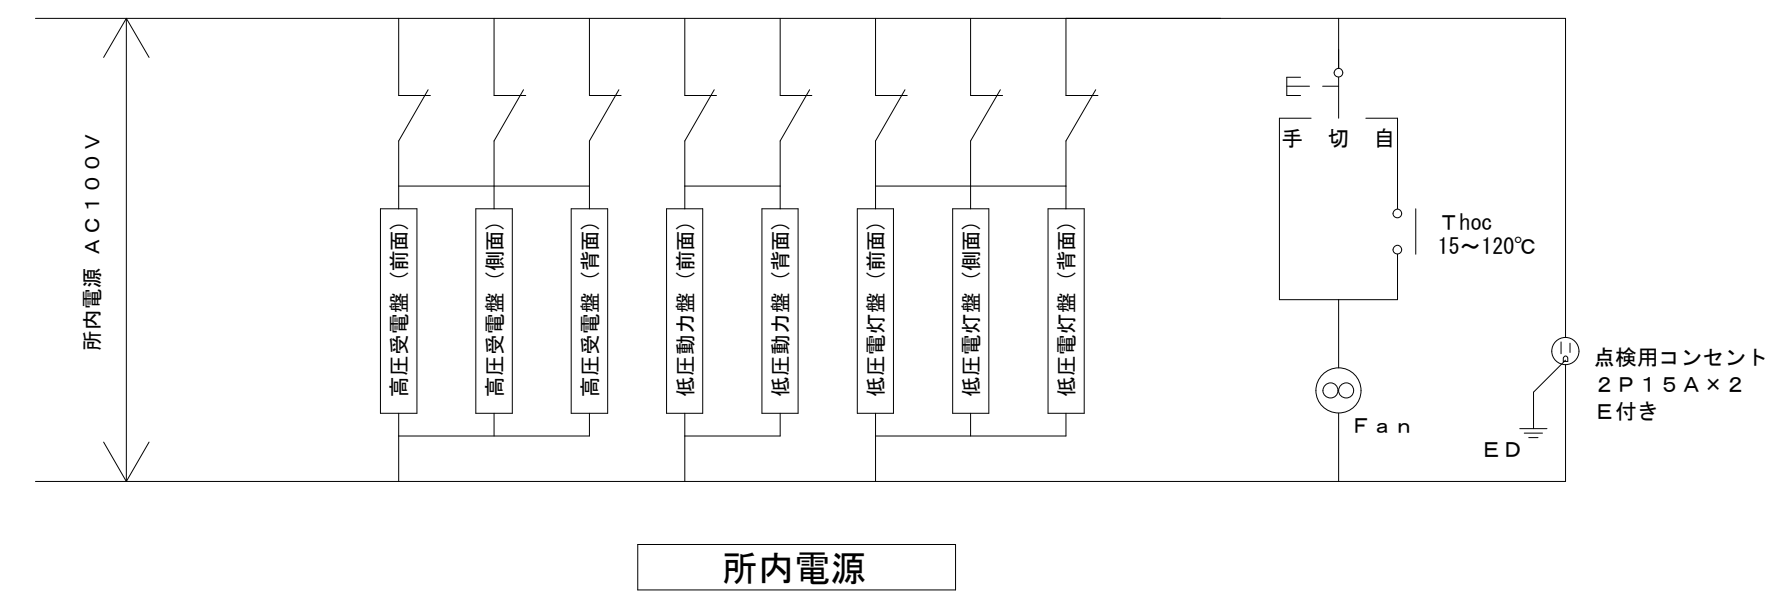 所内電源 ＡＣ１００Ｖ
高圧受電盤（前面）
高圧受電盤（側面）
高圧受電盤（背面）
低圧動力盤（前面）
低圧動力盤（背面）
低圧電灯盤（前面）
低圧電灯盤（側面）
低圧電灯盤（背面）
手 切 自
Ｔhoc
15～120℃
Ｆａｎ
ＥＤ
点検用コンセント
２Ｐ１５Ａ×２
Ｅ付き
所内電源